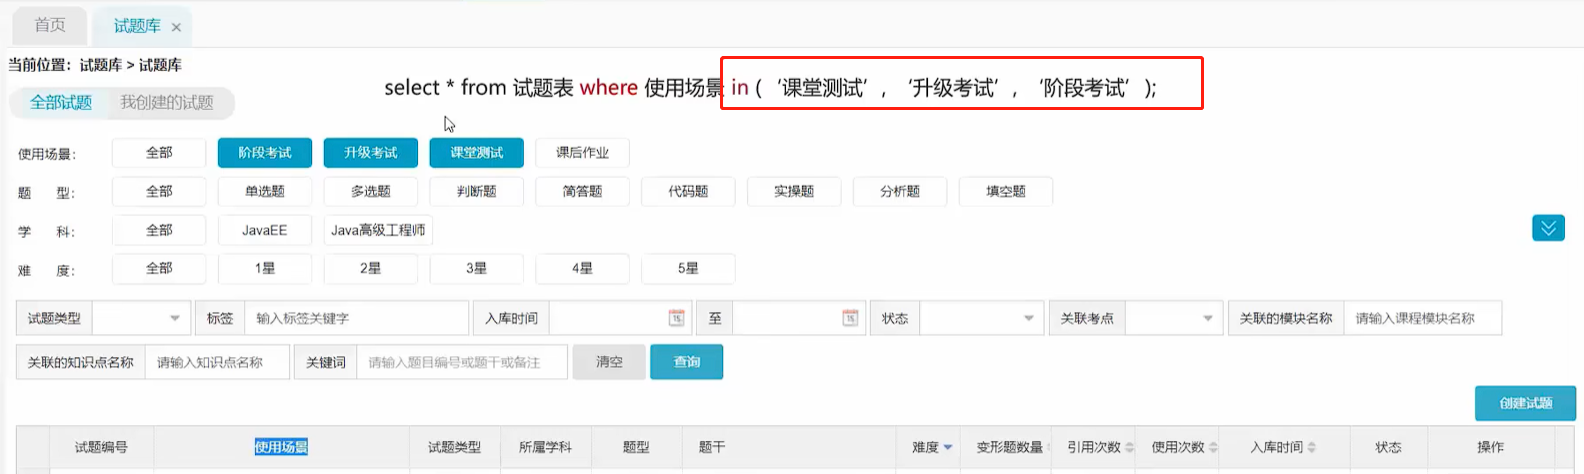 首页 试题库 ×
当前位置：试题库 > 试题库
select * from 试题表 where 使用场景 in (‘课堂测试’,‘升级考试’,‘阶段考试’);
全部试题 我创建的试题
使用场景： 全部 阶段考试 升级考试 课堂测试 课后作业
题 型： 全部 单选题 多选题 判断题 简答题 代码题 实操题 分析题 填空题
学 科： 全部 JavaEE Java高级工程师
难 度： 全部 1星 2星 3星 4星 5星
试题类型 标签 输入标签关键字 入库时间 15 至 15 状态 关联考点 关联的模块名称 请输入课程模块名称
关联的知识点名称 请输入知识点名称 关键词 请输入题目编号或题干或备注 清空 查询
创建试题
试题编号 使用场景 试题类型 所属学科 题型 题干 难度 变形题数量 引用次数 使用次数 入库时间 状态 操作